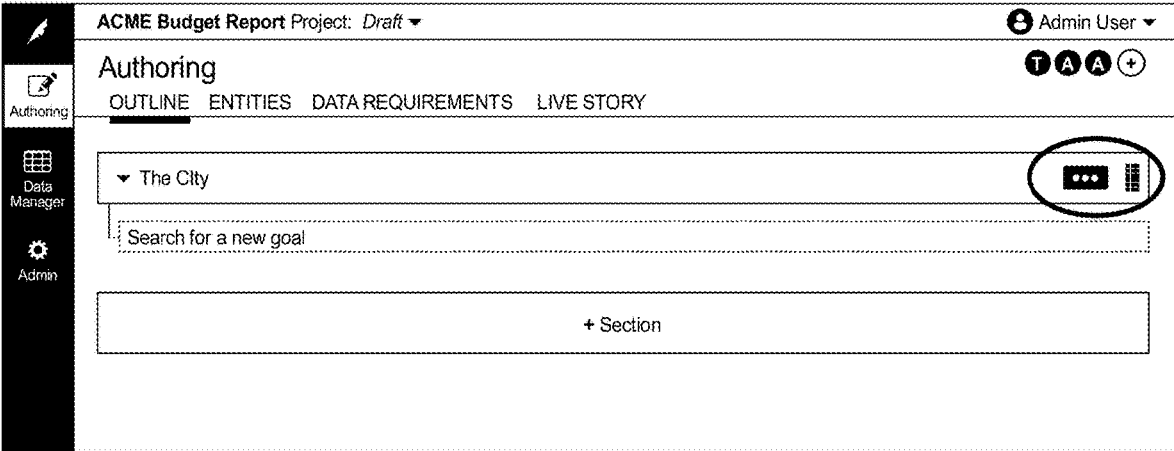 ACME Budget Report Project: Draft
Admin User
Authoring
T A A +
OUTLINE ENTITIES DATA REQUIREMENTS LIVE STORY
Authoring
Data
Manager
Admin
The City
Search for a new goal
+ Section